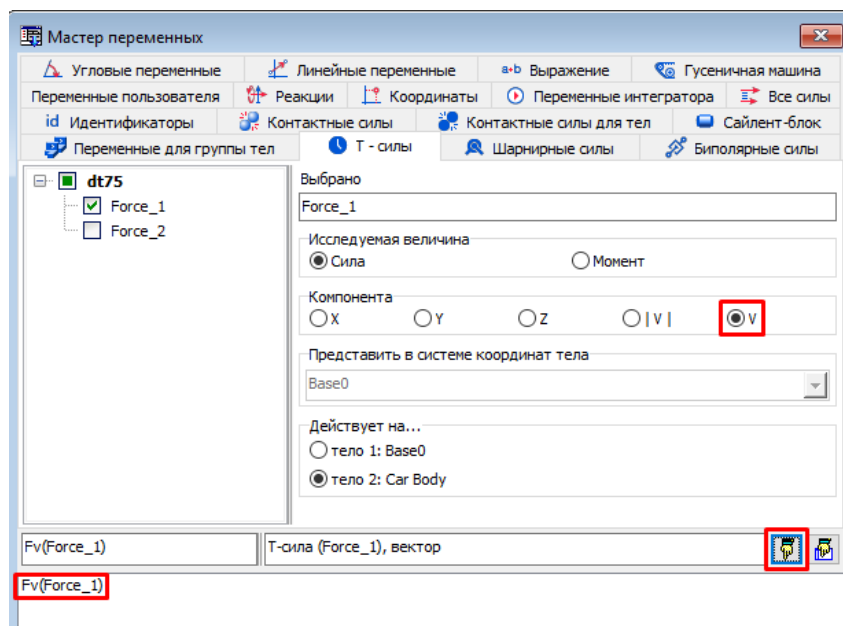 Мастер переменных
Угловые переменные Линейные переменные a+b Выражение Гусеничная машина
Переменные пользователя Реакции Координаты Переменные интегратора Все силы
id Идентификаторы Контактные силы Контактные силы для тел Сайлент-блок
Переменные для группы тел Т - силы Шарнирные силы Биполярные силы
dt75
Force_1
Force_2
Выбрано
Force_1
Исследуемая величина
Сила Момент
Компонента
X Y Z | V | V
Представить в системе координат тела
Base0
Действует на...
тело 1: Base0
тело 2: Car Body
Fv(Force_1) Т-сила (Force_1), вектор
Fv(Force_1)